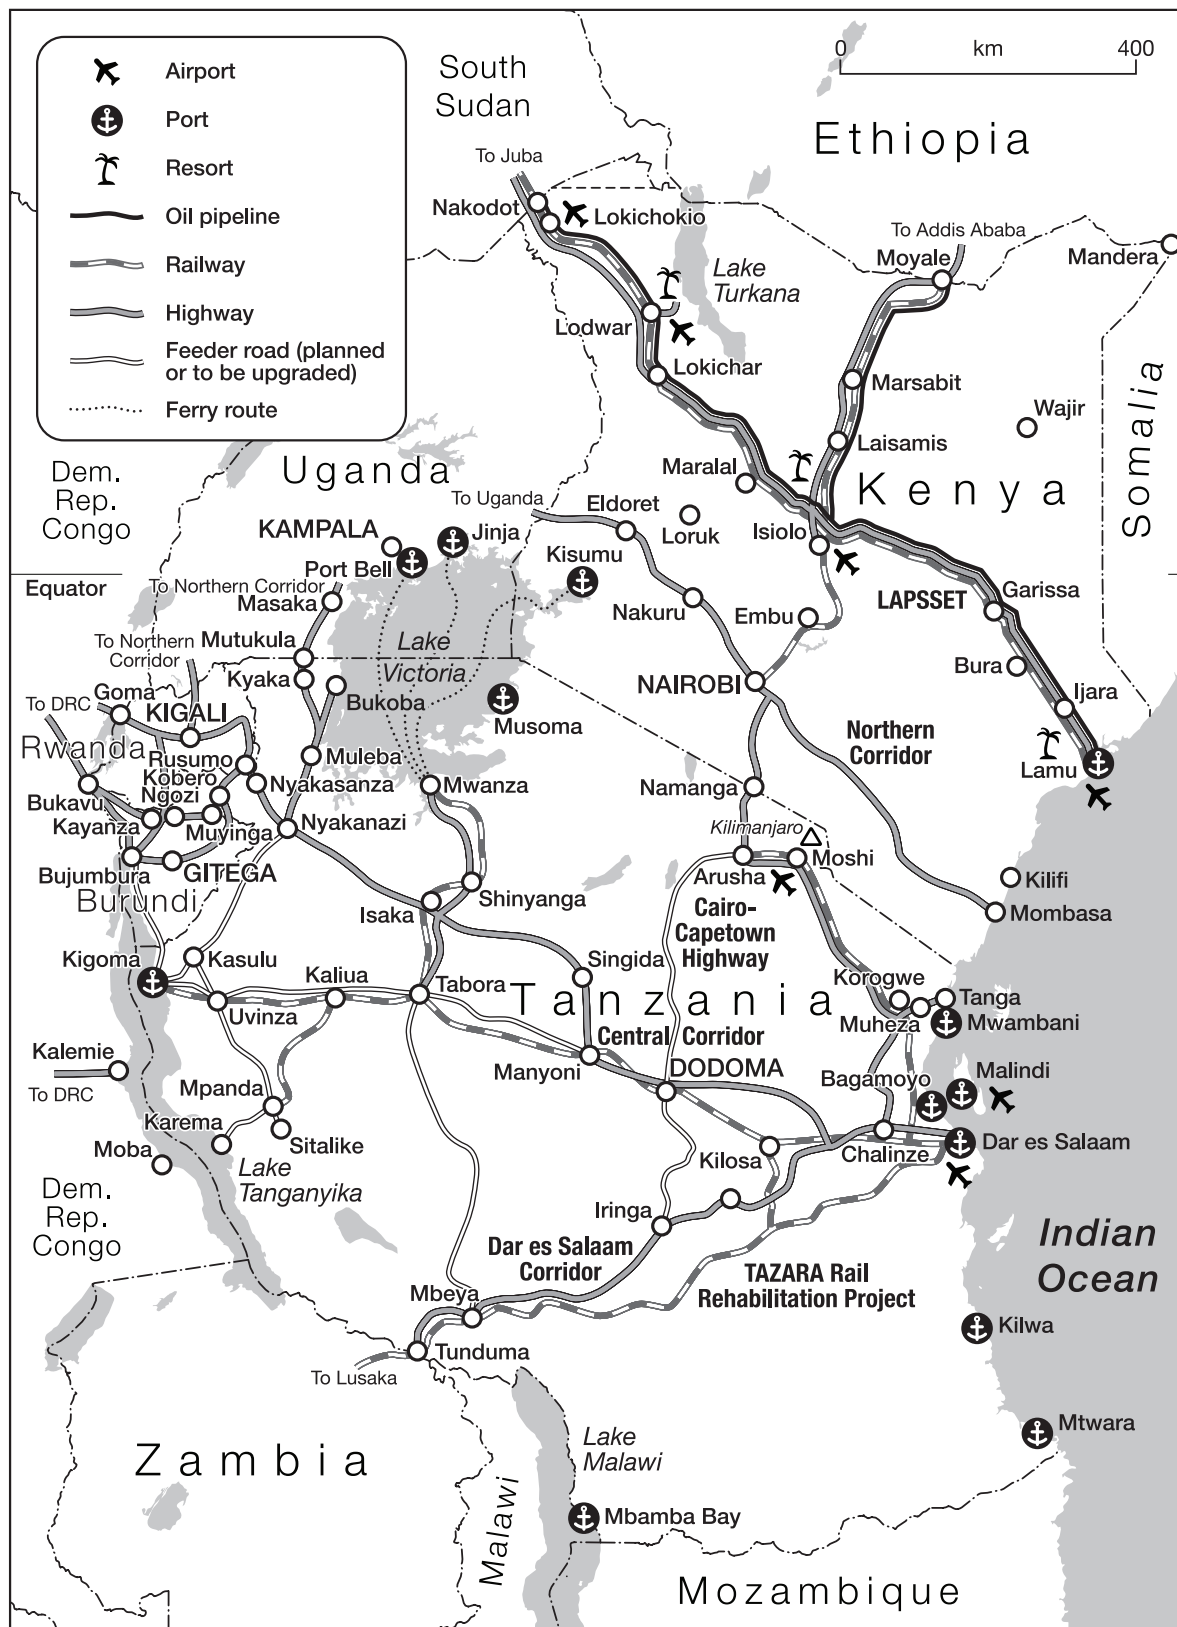 Airport
Port
Resort
Oil pipeline
Railway
Highway
Feeder road (planned
or to be upgraded)
Ferry route
0 km 400
South
Sudan
Ethiopia
To Juba
Nakodot
Lokichokio
To Addis Ababa
Moyale
Mandera
Lake
Turkana
Lodwar
Lokichar
Marsabit
Wajir
Somalia
Laisamis
Maralal
Kenya
Uganda
Dem.
Rep.
Congo
To Uganda
Eldoret
Loruk
Isiolo
KAMPALA
Jinja
Port Bell
Kisumu
Equator
To Northern Corridor
Masaka
Nakuru
Embu
LAPSSET
Garissa
Mutukula
To Northern
Corridor
Lake
Victoria
Kyaka
Bukoba
NAIROBI
Bura
Ijara
To DRC
Goma
KIGALI
Musoma
Northern
Corridor
Lamu
Rwanda
Rusumo
Kobero
Ngozi
Muleba
Nyakasanza
Mwanza
Namanga
Bukavu
Kayanza
Muyinga
Nyakanazi
Kilimanjaro
Moshi
Arusha
Bujumbura
GITEGA
Burundi
Shinyanga
Isaka
Kilifi
Mombasa
Cairo-
Capetown
Highway
Kigoma
Kasulu
Kaliua
Tabora
Singida
Tanzania
Korogwe
Tanga
Muheza
Mwambani
Uvinza
Central Corridor
Kalemie
To DRC
Manyoni
DODOMA
Bagamoyo
Malindi
Mpanda
Karema
Sitalike
Moba
Lake
Tanganyika
Kilosa
Chalinze
Dar es Salaam
Dem.
Rep.
Congo
Iringa
Dar es Salaam
Corridor
Indian
Ocean
Mbeya
TAZARA Rail
Rehabilitation Project
Kilwa
Tunduma
To Lusaka
Mtwara
Zambia
Lake
Malawi
Malawi
Mbamba Bay
Mozambique